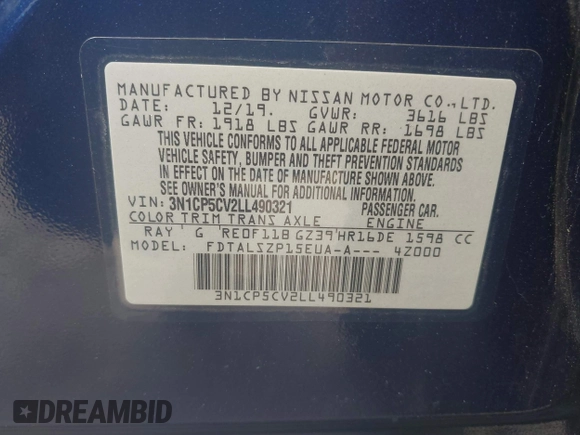 MANUFACTURED BY NISSAN MOTOR CO., LTD.
DATE: 12/19. GVWR: 3616 LBS
GAWR FR: 1918 LBS GAWR RR: 1698 LBS
THIS VEHICLE CONFORMS TO ALL APPLICABLE FEDERAL MOTOR
VEHICLE SAFETY, BUMPER AND THEFT PREVENTION STANDARDS
IN EFFECT ON THE DATE OF MANUFACTURE SHOWN ABOVE.
SEE OWNER'S MANUAL FOR ADDITIONAL INFORMATION.
VIN: 3N1CP5CV2LL490321 PASSENGER CAR.
COLOR TRIM TRANS AXLE ENGINE
RAY G RE0F11B GZ39 HR16DE 1598 CC
MODEL: FDTALSZP15EUA-A--- 4Z000
3N1CP5CV2LL490321
DREAMBID